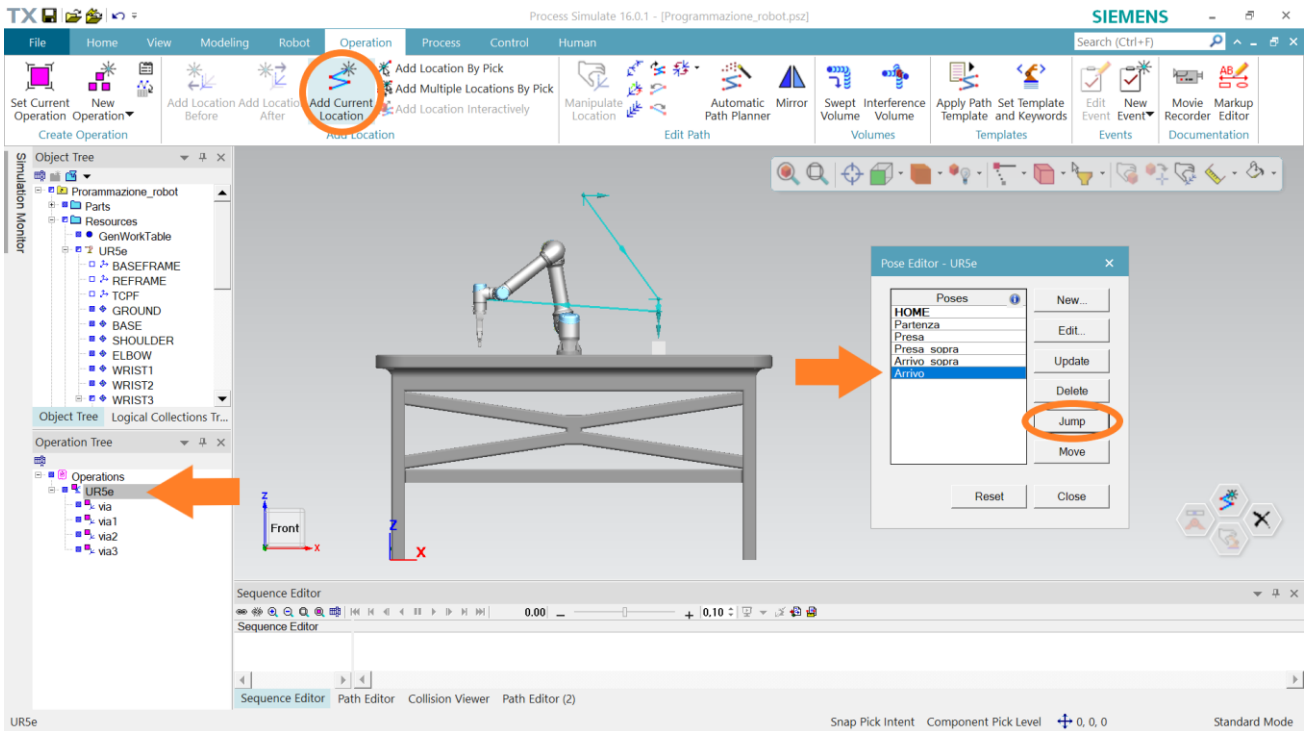 TX
Process Simulate 16.0.1 - [Programmazione_robot.psz]
SIEMENS
File Home View Modeling Robot Operation Process Control Human
Search (Ctrl+F)
Set Current Operation
New Operation
Add Location Before
Add Location After
Add Current Location
Add Location By Pick
Add Multiple Locations By Pick
Add Location Interactively
Manipulate Location
Automatic Path Planner
Mirror
Swept Volume
Interference Volume
Apply Path Template
Set Template and Keywords
Edit Event
New Event
Movie Recorder
Markup Editor
Create Operation
Add Location
Edit Path
Volumes
Templates
Events
Documentation
Simulation Monitor
Object Tree
Prorammazione_robot
Parts
Resources
GenWorkTable
UR5e
BASEFRAME
REFRAME
TCPF
GROUND
BASE
SHOULDER
ELBOW
WRIST1
WRIST2
WRIST3
Object Tree Logical Collections Tr...
Operation Tree
Operations
UR5e
via
via1
via2
via3
Pose Editor - UR5e
Poses
HOME
Partenza
Presa
Presa sopra
Arrivo sopra
Arrivo
New...
Edit...
Update
Delete
Jump
Move
Reset
Close
Z
Front
X
Z
X
Sequence Editor
0.00
0,10
Sequence Editor
Sequence Editor Path Editor Collision Viewer Path Editor (2)
UR5e
Snap Pick Intent Component Pick Level 0, 0, 0 Standard Mode